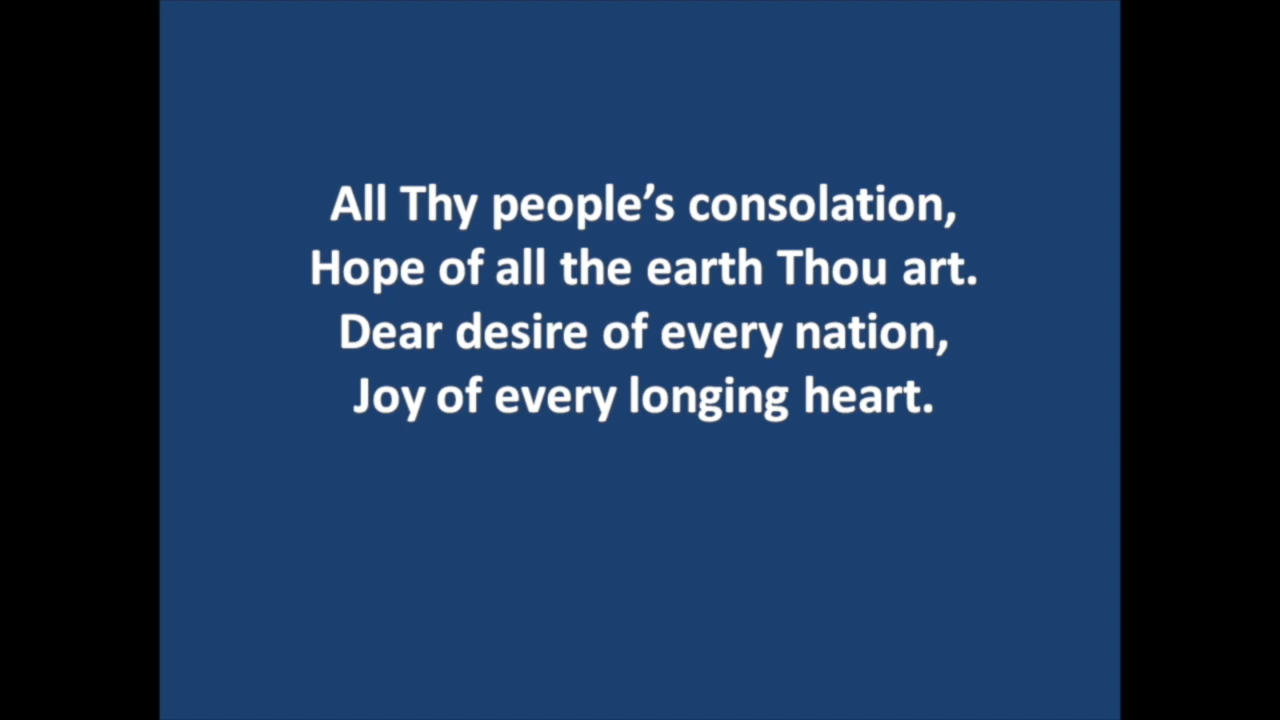 All Thy people’s consolation,
Hope of all the earth Thou art.
Dear desire of every nation,
Joy of every longing heart.